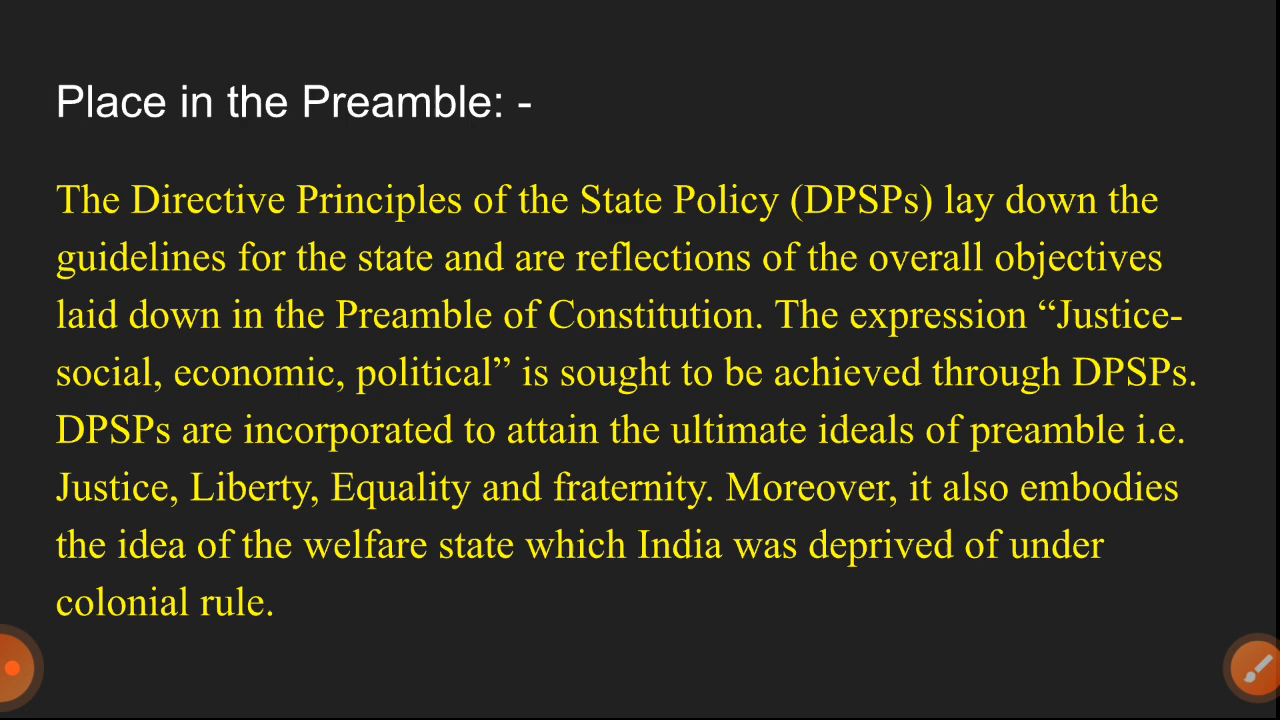 Place in the Preamble: -
The Directive Principles of the State Policy (DPSPs) lay down the
guidelines for the state and are reflections of the overall objectives
laid down in the Preamble of Constitution. The expression “Justice-
social, economic, political” is sought to be achieved through DPSPs.
DPSPs are incorporated to attain the ultimate ideals of preamble i.e.
Justice, Liberty, Equality and fraternity. Moreover, it also embodies
the idea of the welfare state which India was deprived of under
colonial rule.